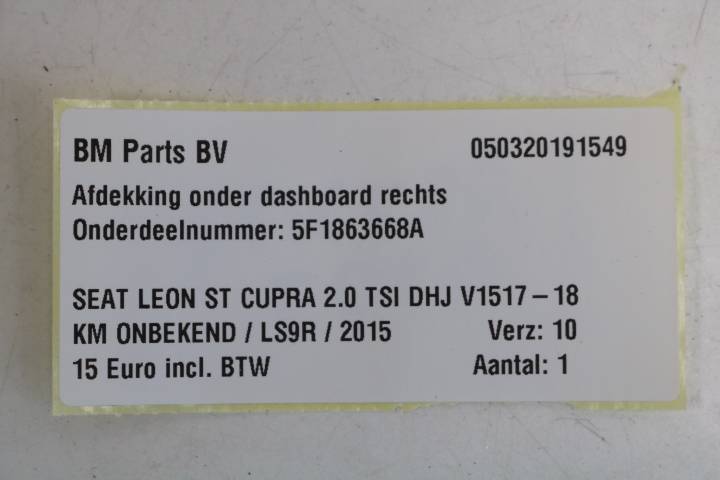 BM Parts BV 050320191549
Afdekking onder dashboard rechts
Onderdeelnummer: 5F1863668A
SEAT LEON ST CUPRA 2.0 TSI DHJ V1517 – 18
KM ONBEKEND / LS9R / 2015 Verz: 10
15 Euro incl. BTW Aantal: 1